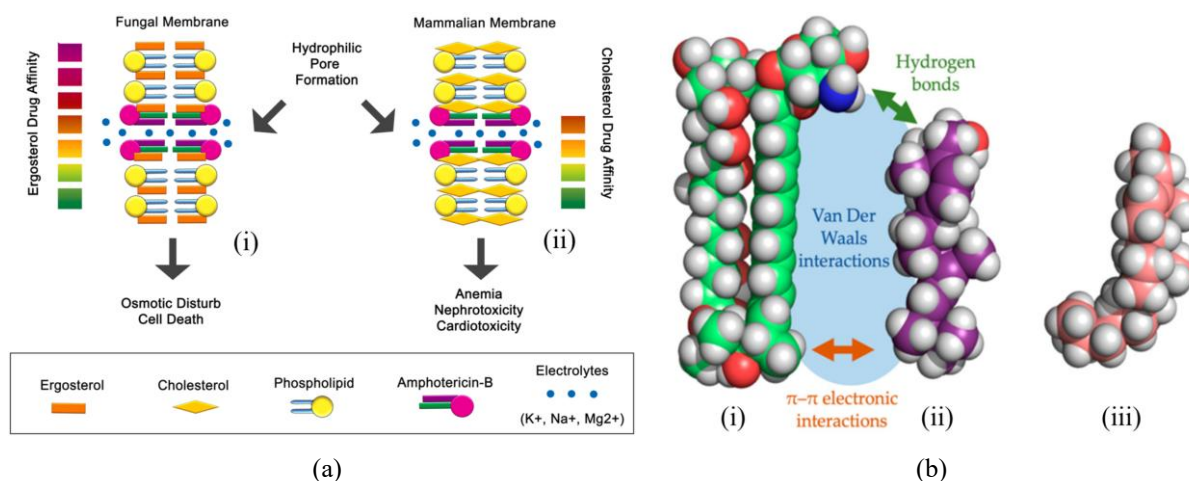 Fungal Membrane
Mammalian Membrane
Ergosterol Drug Affinity
Hydrophilic
Pore
Formation
Cholesterol Drug Affinity
(i)
(ii)
Osmotic Disturb
Cell Death
Anemia
Nephrotoxicity
Cardiotoxicity
Ergosterol
Cholesterol
Phospholipid
Amphotericin-B
Electrolytes
(K+, Na+, Mg2+)
(a)
Hydrogen
bonds
Van Der
Waals
interactions
π–π electronic
interactions
(i)
(ii)
(iii)
(b)